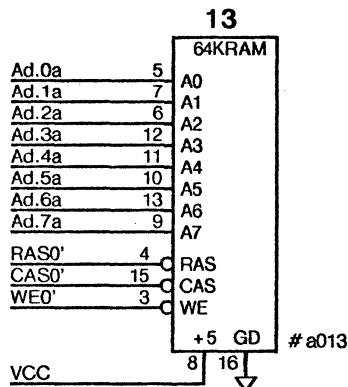 13
64KRAM
Ad.0a 5 A0
Ad.1a 7 A1
Ad.2a 6 A2
Ad.3a 12 A3
Ad.4a 11 A4
Ad.5a 10 A5
Ad.6a 13 A6
Ad.7a 9 A7
RAS0' 4 RAS
CAS0' 15 CAS
WE0' 3 WE
+5 GD # a013
8 16
VCC